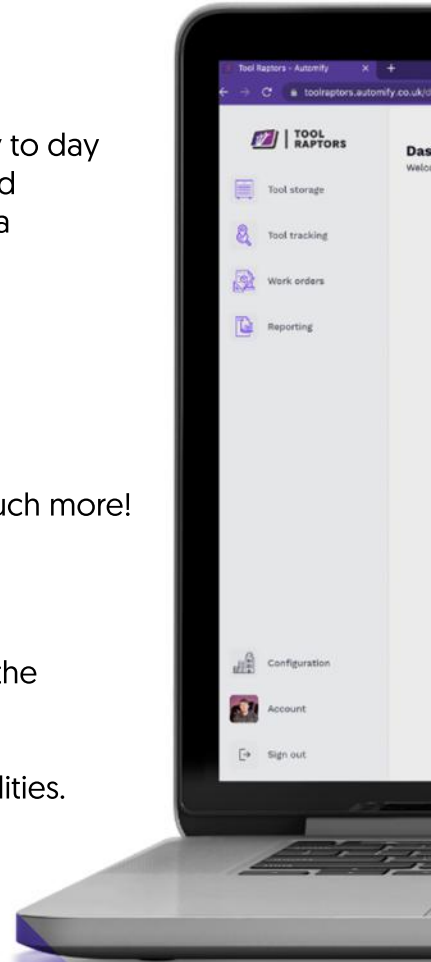 y to day
d
a
uch more!
the
lities.
Tool Raptors - Automify
toolraptors.automify.co.uk/d
TOOL
RAPTORS
Das
Welco
Tool storage
Tool tracking
Work orders
Reporting
Configuration
Account
Sign out